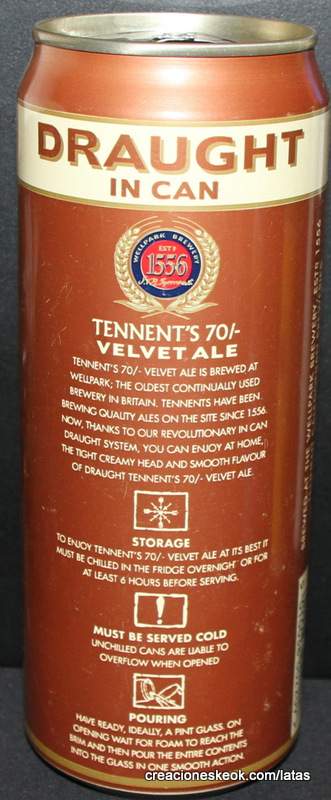 DRAUGHT
IN CAN
WELLPARK BREWERY
ESTD
1556
TENNENT'S 70/-
VELVET ALE
TENNENT'S 70/- VELVET ALE IS BREWED AT
WELLPARK; THE OLDEST CONTINUALLY USED
BREWERY IN BRITAIN. TENNENTS HAVE BEEN
BREWING QUALITY ALES ON THE SITE SINCE 1556.
NOW, THANKS TO OUR REVOLUTIONARY IN CAN
DRAUGHT SYSTEM, YOU CAN ENJOY AT HOME,
THE TIGHT CREAMY HEAD AND SMOOTH FLAVOUR
OF DRAUGHT TENNENT'S 70/- VELVET ALE.
STORAGE
TO ENJOY TENNENT'S 70/- VELVET ALE AT ITS BEST IT
MUST BE CHILLED IN THE FRIDGE OVERNIGHT OR FOR
AT LEAST 6 HOURS BEFORE SERVING.
!
MUST BE SERVED COLD
UNCHILLED CANS ARE LIABLE TO
OVERFLOW WHEN OPENED
POURING
HAVE READY, IDEALLY, A PINT GLASS. ON
OPENING WAIT FOR FOAM TO REACH THE
BRIM AND THEN POUR THE ENTIRE CONTENTS
INTO THE GLASS IN ONE SMOOTH ACTION.
BREWED AT THE WELLPARK BREWERY, ESTD 1556
creacioneskeok.com/latas